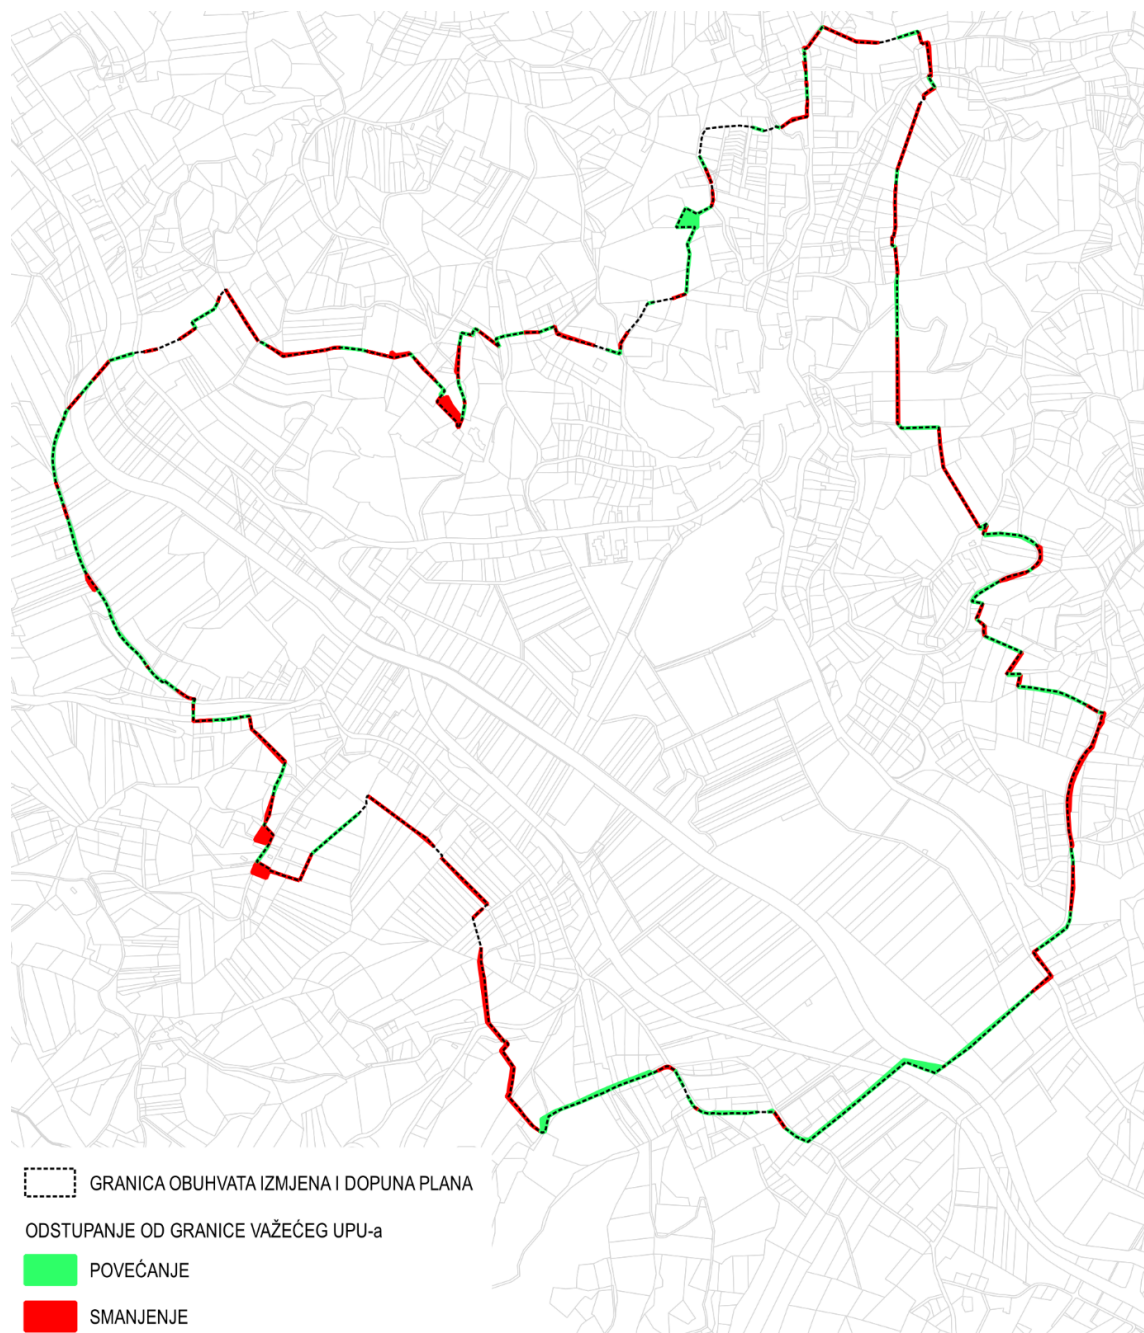 GRANICA OBUHVATA IZMJENA I DOPUNA PLANA
ODSTUPANJE OD GRANICE VAŽEĆEG UPU-a
POVEĆANJE
SMANJENJE